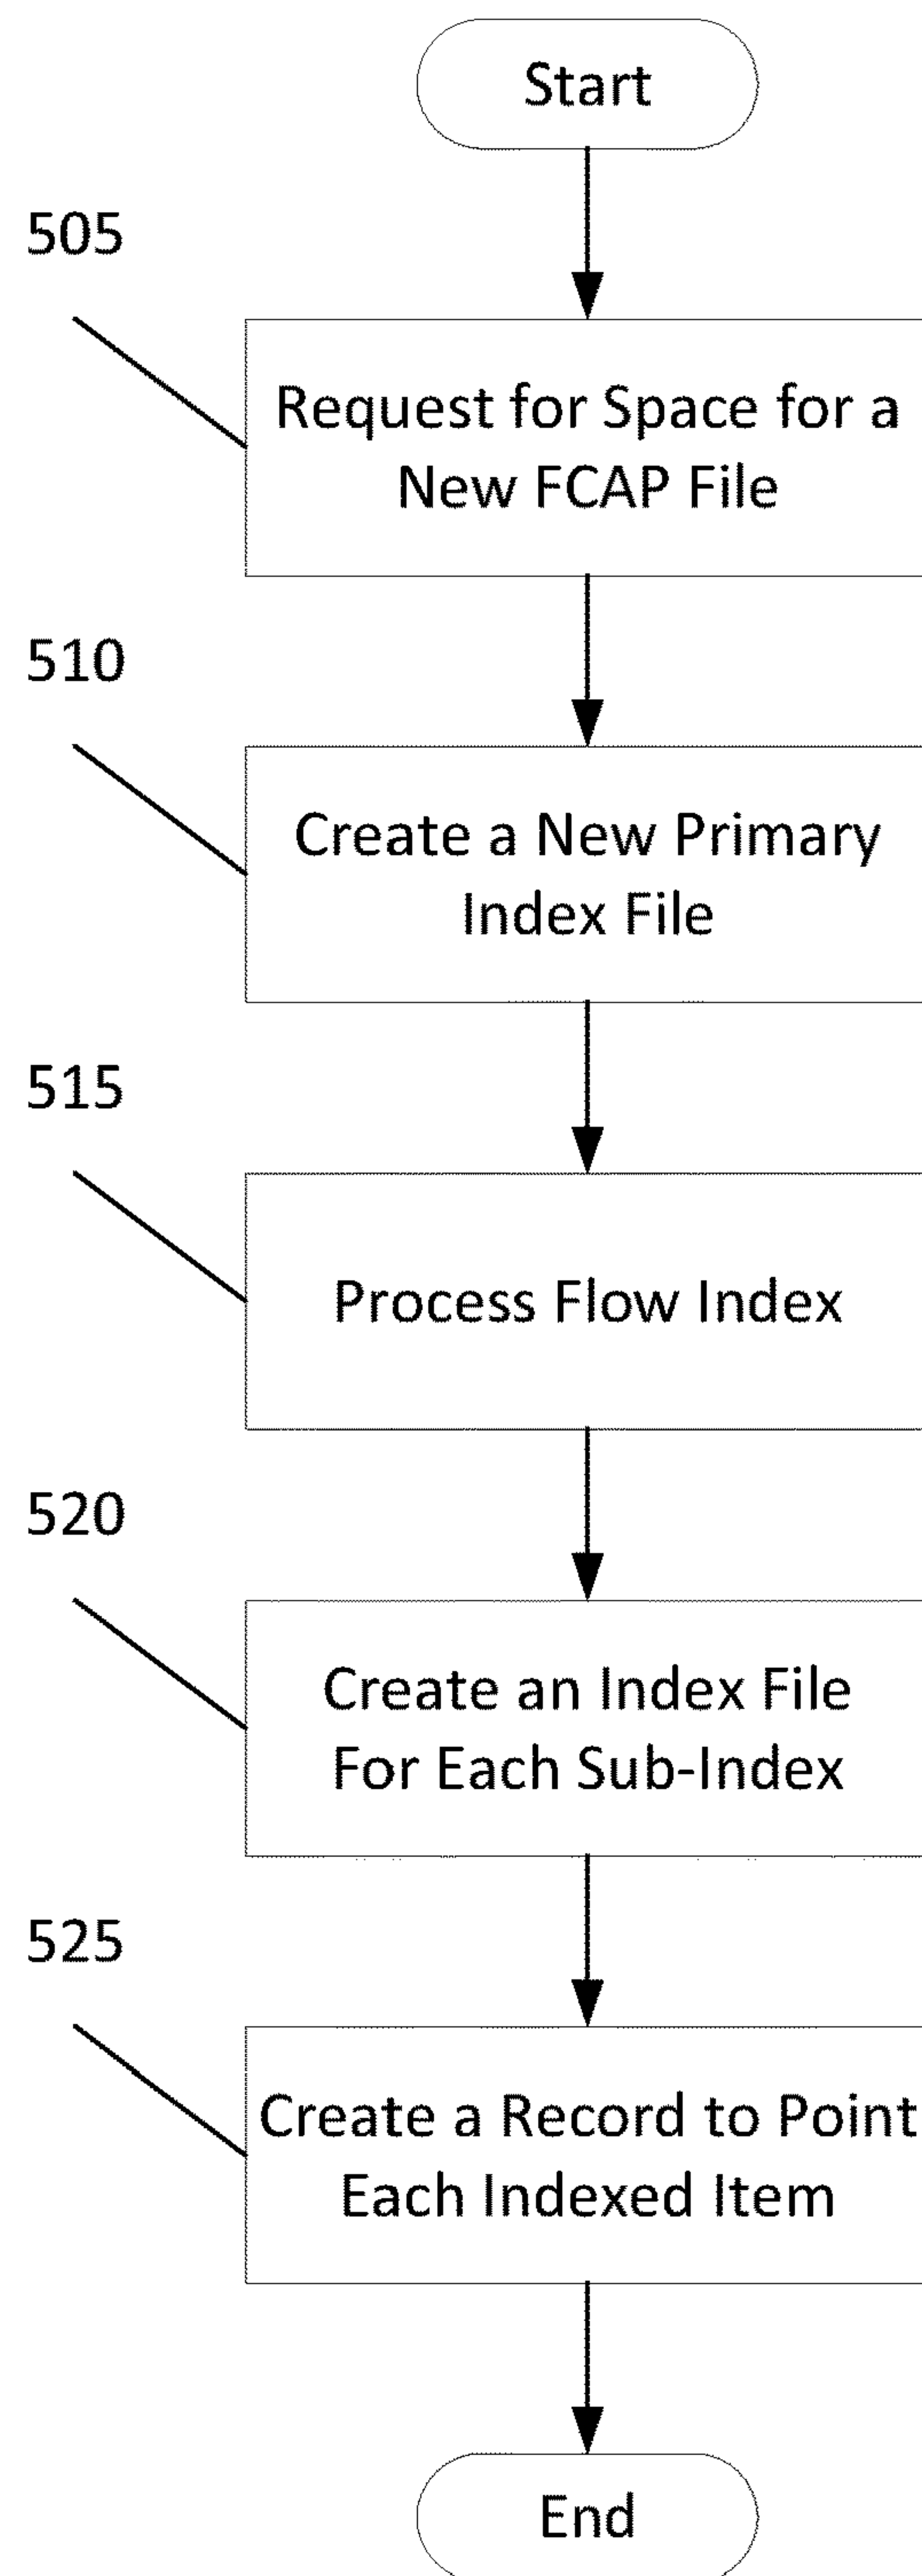 Start
505
Request for Space for a
New FCAP File
510
Create a New Primary
Index File
515
Process Flow Index
520
Create an Index File
For Each Sub-Index
525
Create a Record to Point
Each Indexed Item
End